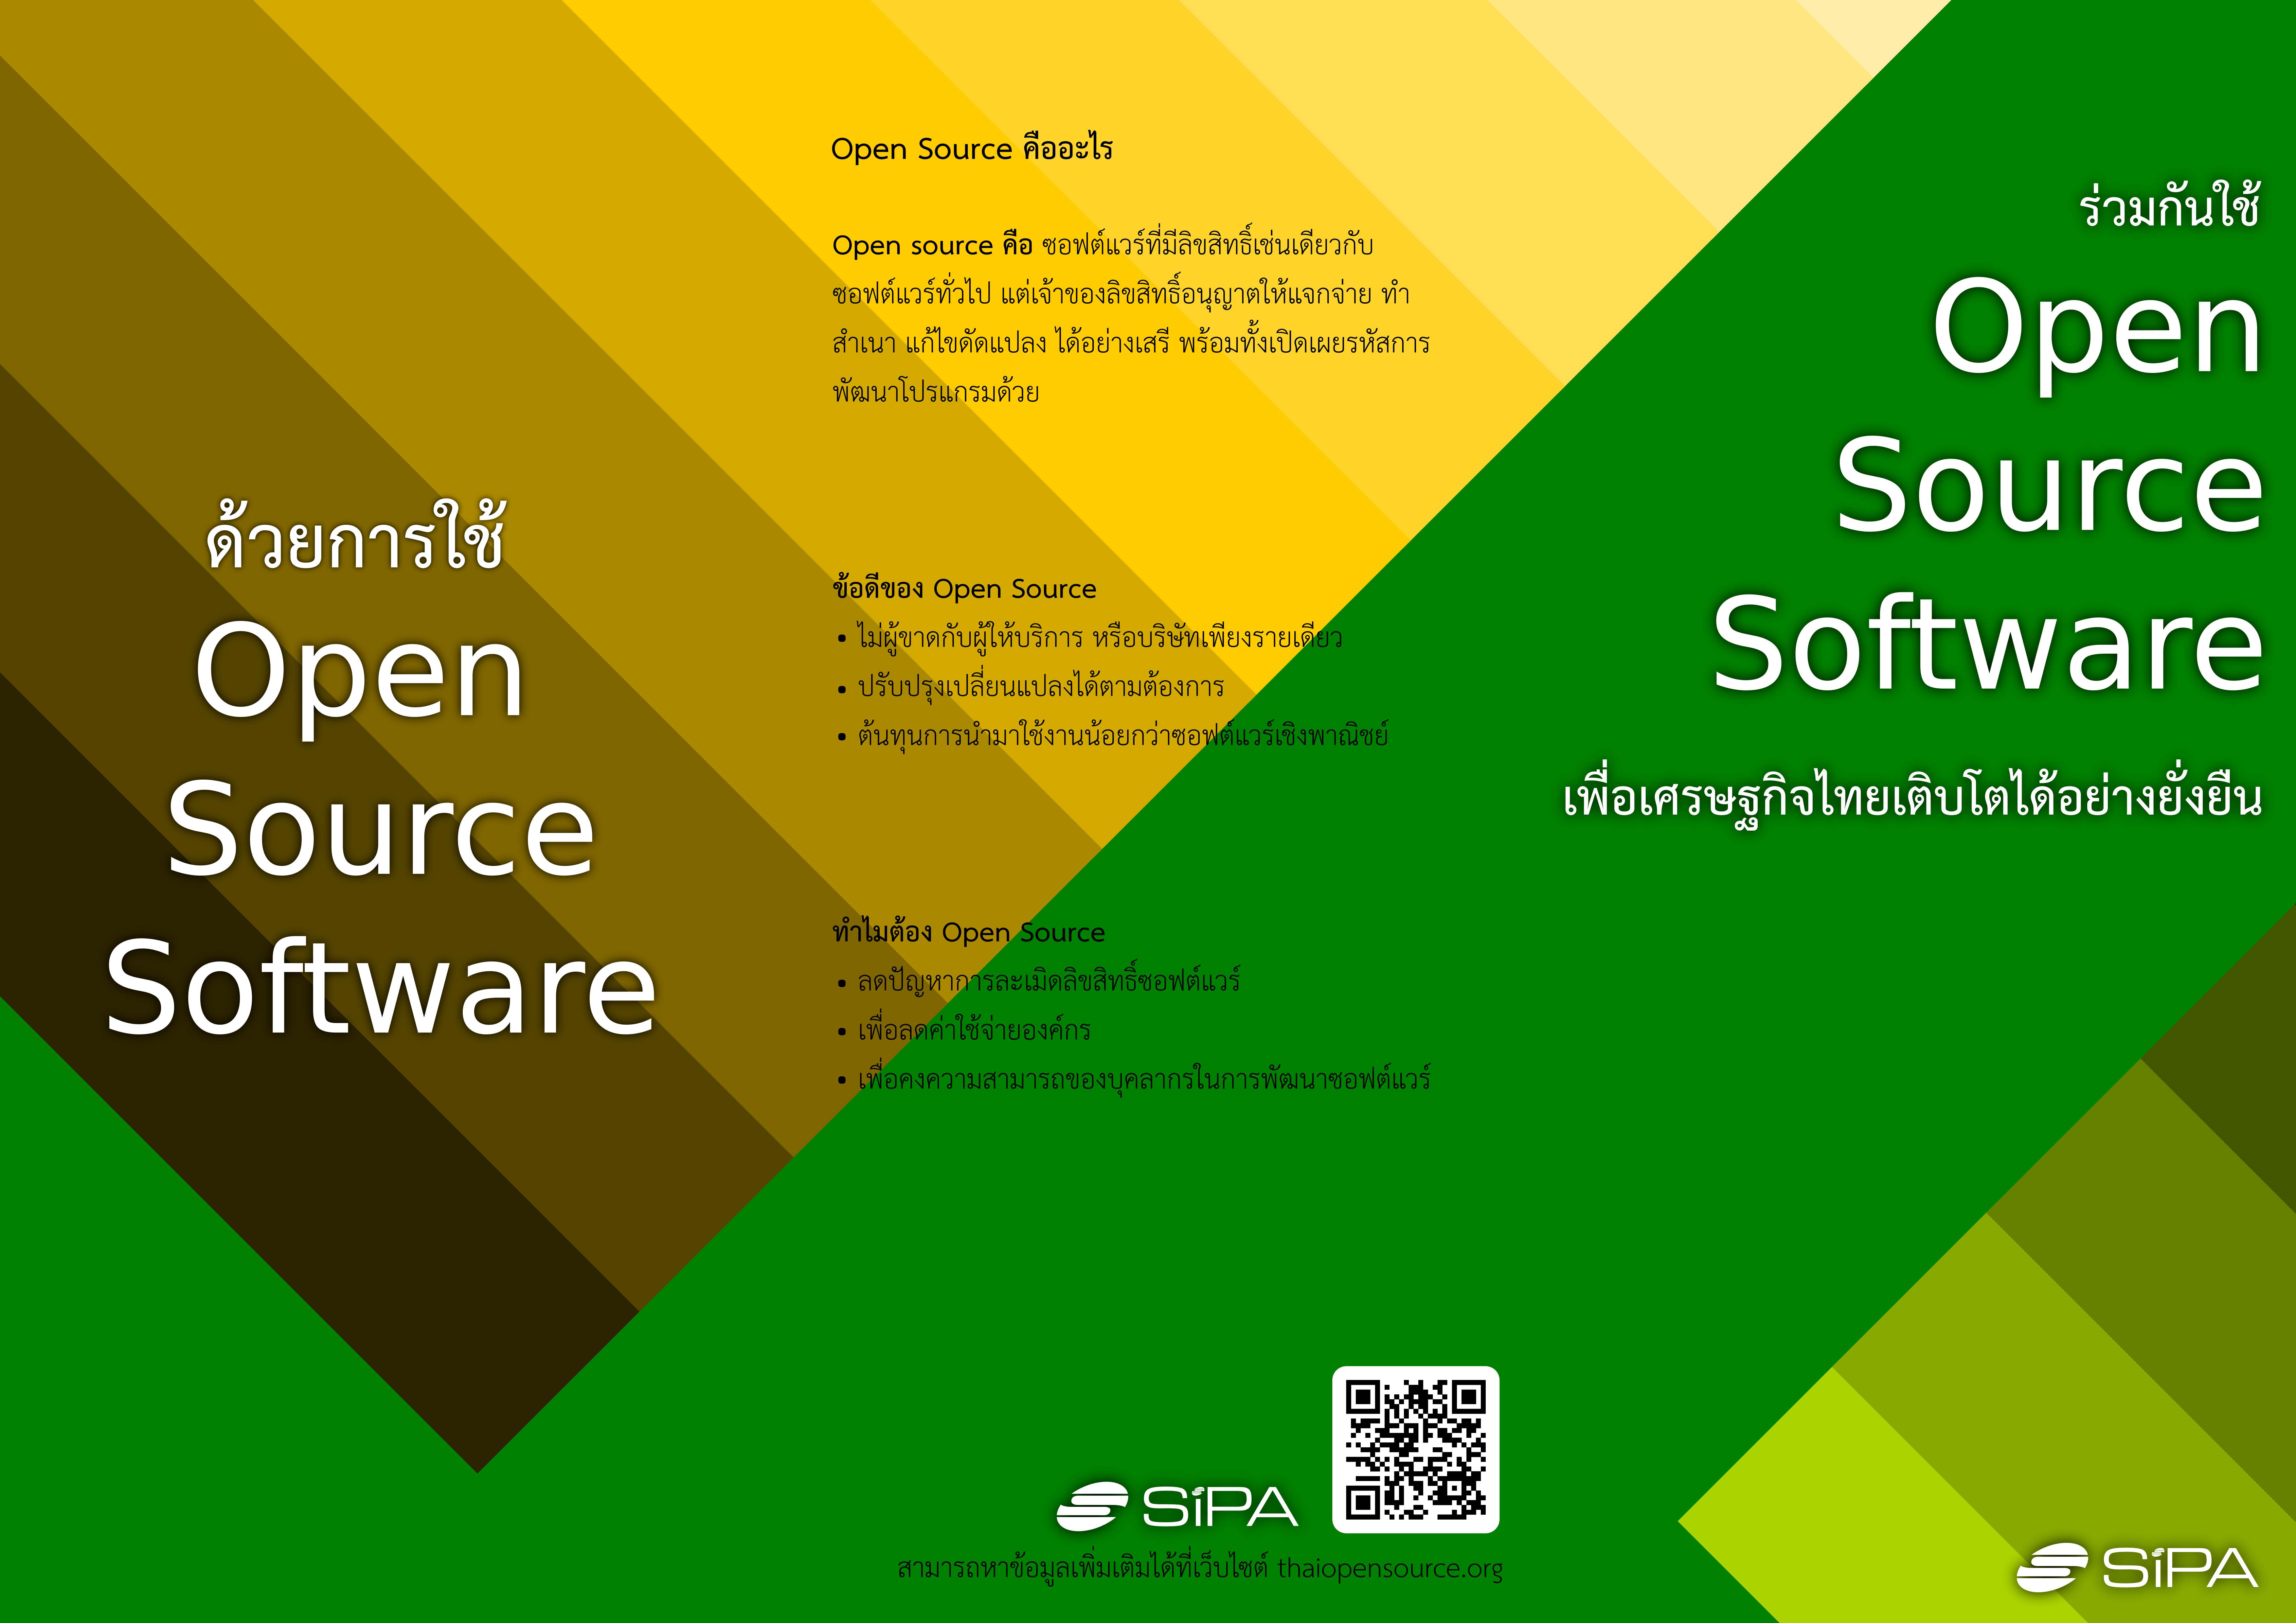 ด้วยการใช้
Open
Source
Software
Open Source คืออะไร
Open source คือ ซอฟต์แวร์ที่มีลิขสิทธิ์เช่นเดียวกับ
ซอฟต์แวร์ทั่วไป แต่เจ้าของลิขสิทธิ์อนุญาตให้แจกจ่าย ทำ
สำเนา แก้ไขดัดแปลง ได้อย่างเสรี พร้อมทั้งเปิดเผยรหัสการ
พัฒนาโปรแกรมด้วย
ข้อดีของ Open Source
• ไม่ผู้ขาดกับผู้ให้บริการ หรือบริษัทเพียงรายเดียว
• ปรับปรุงเปลี่ยนแปลงได้ตามต้องการ
• ต้นทุนการนำมาใช้งานน้อยกว่าซอฟต์แวร์เชิงพาณิชย์
ทำไมต้อง Open Source
• ลดปัญหาการละเมิดลิขสิทธิ์ซอฟต์แวร์
• เพื่อลดค่าใช้จ่ายองค์กร
• เพื่อคงความสามารถของบุคลากรในการพัฒนาซอฟต์แวร์
SiPA
สามารถหาข้อมูลเพิ่มเติมได้ที่เว็บไซต์ thaiopensource.org
ร่วมกันใช้
Open
Source
Software
เพื่อเศรษฐกิจไทยเติบโตได้อย่างยั่งยืน
SiPA